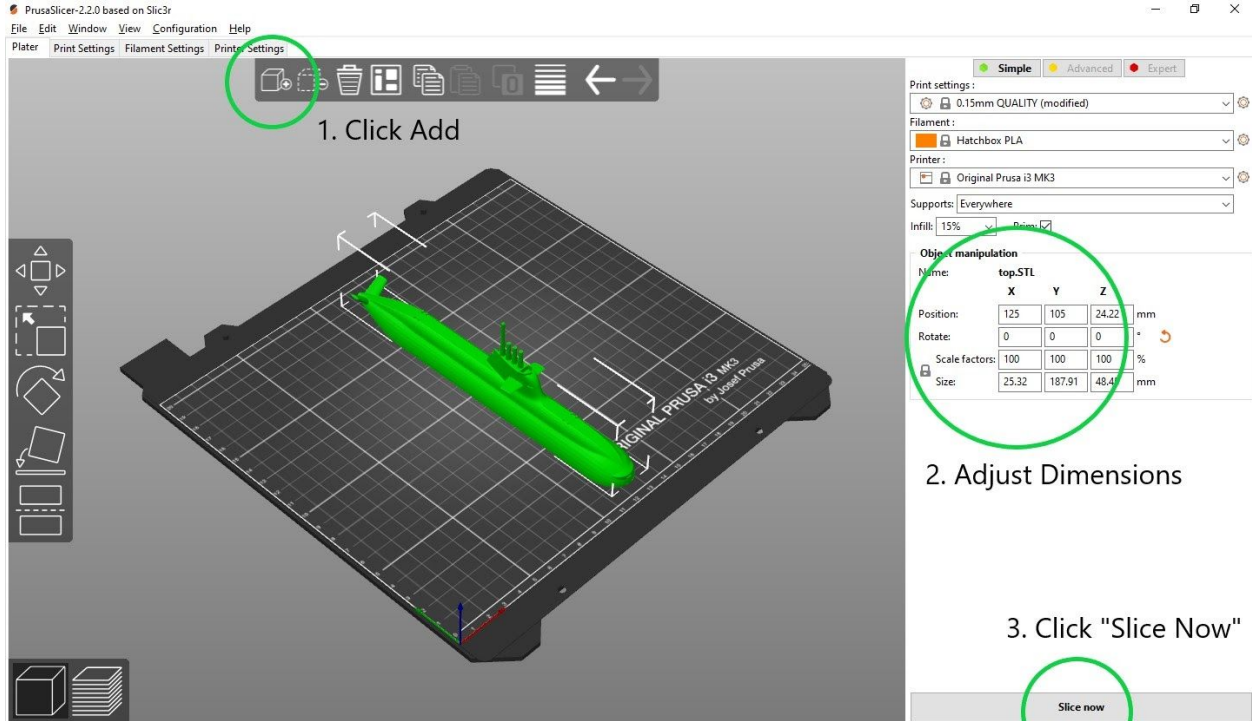 PrusaSlicer-2.2.0 based on Slic3r
File Edit Window View Configuration Help
Plater Print Settings Filament Settings Printer Settings
1. Click Add
Simple Advanced Expert
Print settings :
0.15mm QUALITY (modified)
Filament :
Hatchbox PLA
Printer :
Original Prusa i3 MK3
Supports: Everywhere
Infill: 15% Brim:
Object manipulation
Name: top.STL
X Y Z
Position: 125 105 24.22 mm
Rotate: 0 0 0 °
Scale factors: 100 100 100 %
Size: 25.32 187.91 mm
2. Adjust Dimensions
ORIGINAL PRUSA i3 MK3
by Josef Prusa
3. Click "Slice Now"
Slice now